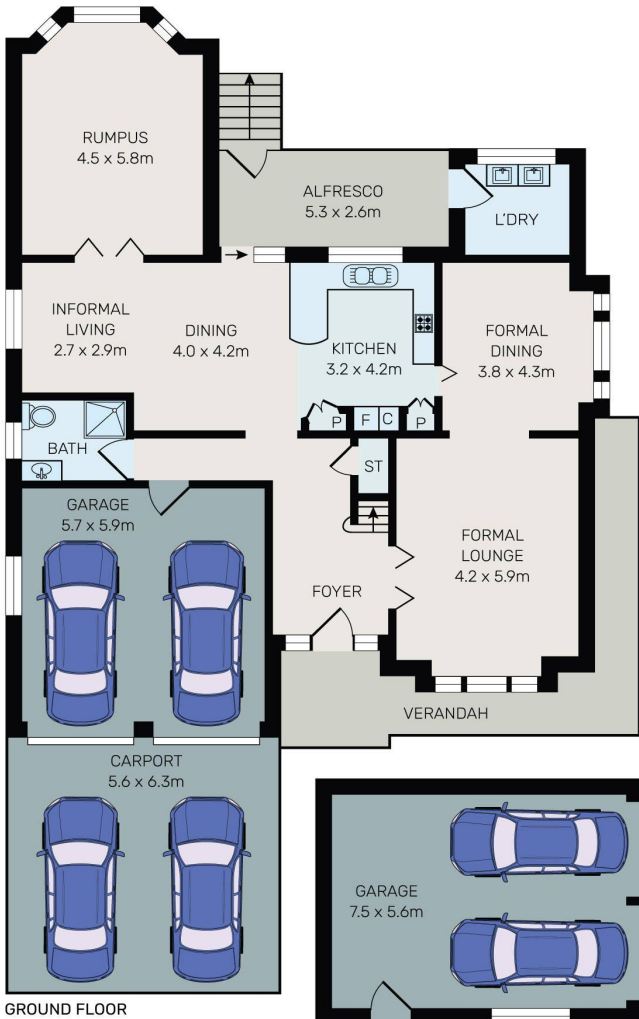 RUMPUS
4.5 x 5.8m
ALFRESCO
5.3 x 2.6m
L'DRY
INFORMAL
LIVING
2.7 x 2.9m
DINING
4.0 x 4.2m
KITCHEN
3.2 x 4.2m
FORMAL
DINING
3.8 x 4.3m
P
F
C
P
BATH
ST
GARAGE
5.7 x 5.9m
FORMAL
LOUNGE
4.2 x 5.9m
FOYER
VERANDAH
CARPORT
5.6 x 6.3m
GARAGE
7.5 x 5.6m
GROUND FLOOR